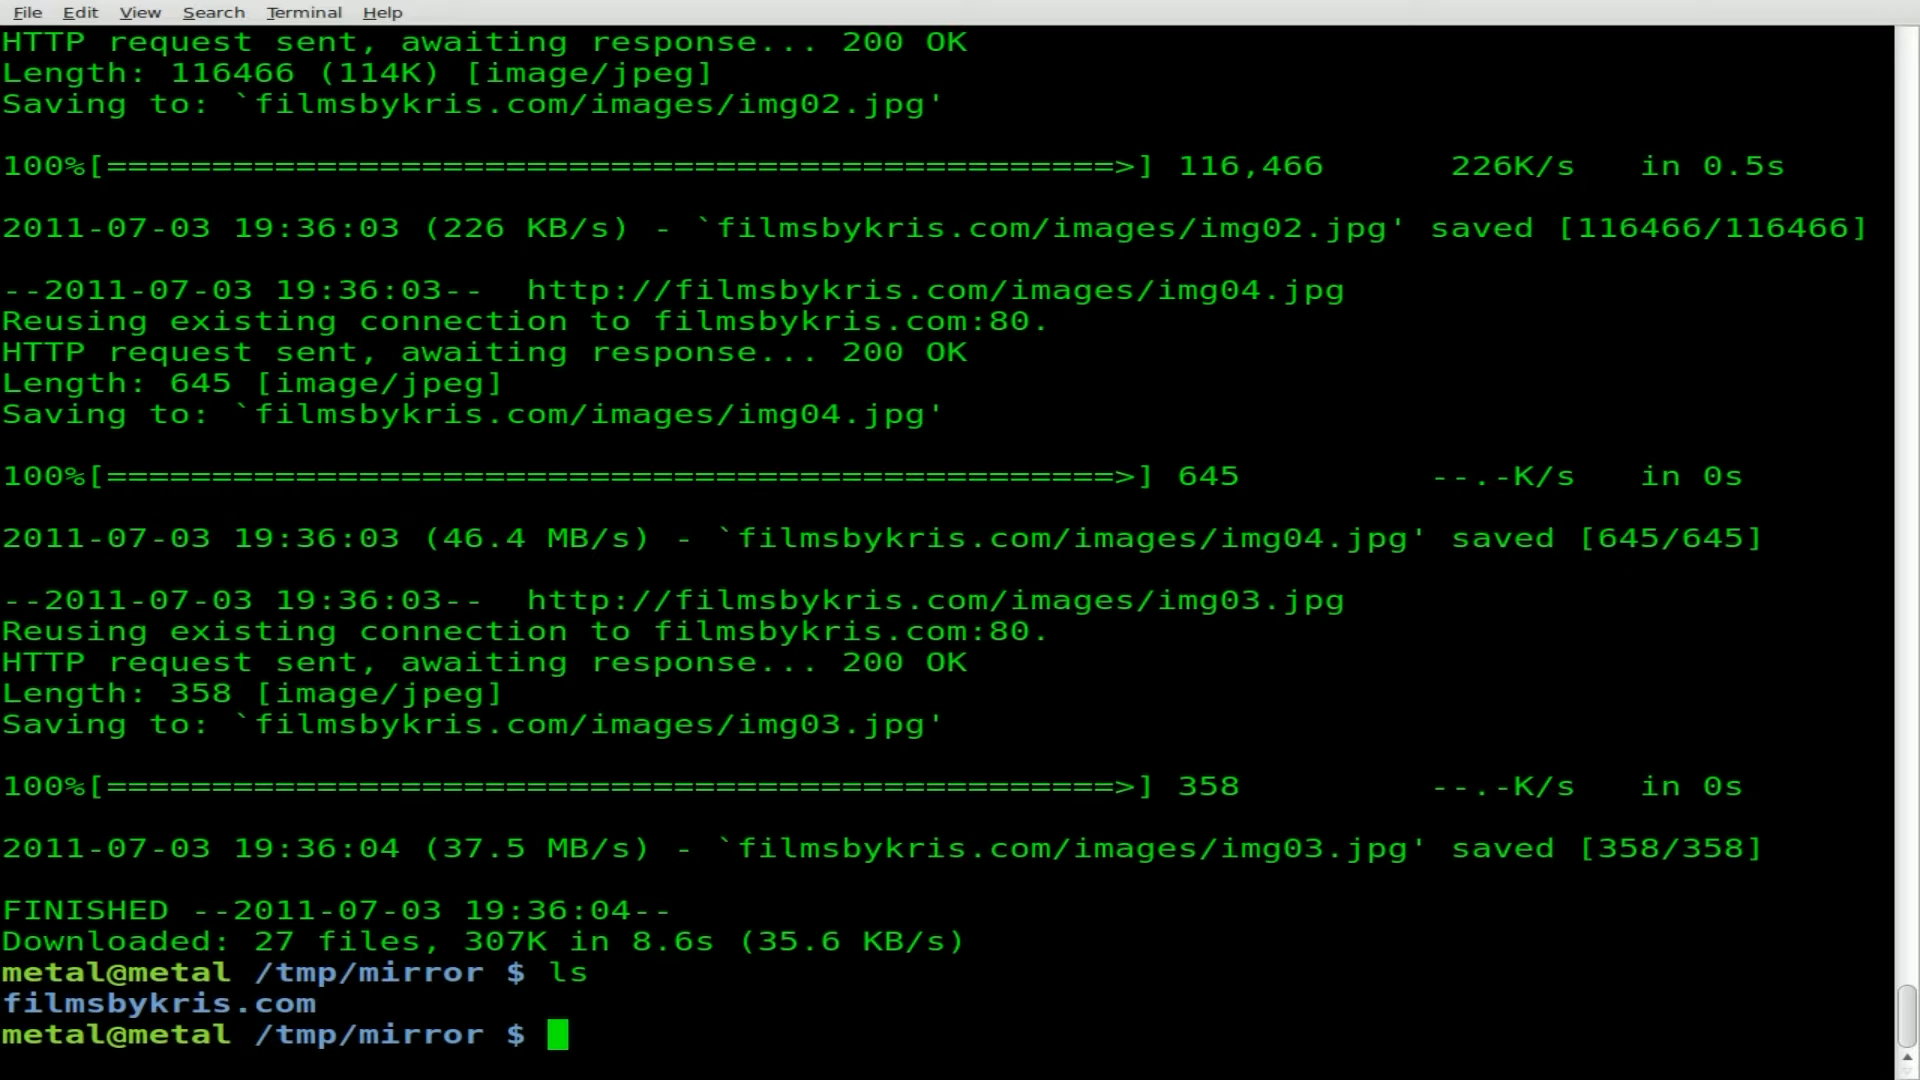 File Edit View Search Terminal Help
HTTP request sent, awaiting response... 200 OK
Length: 116466 (114K) [image/jpeg]
Saving to: `filmsbykris.com/images/img02.jpg'
100%[================================================>] 116,466 226K/s in 0.5s
2011-07-03 19:36:03 (226 KB/s) - `filmsbykris.com/images/img02.jpg' saved [116466/116466]
--2011-07-03 19:36:03-- http://filmsbykris.com/images/img04.jpg
Reusing existing connection to filmsbykris.com:80.
HTTP request sent, awaiting response... 200 OK
Length: 645 [image/jpeg]
Saving to: `filmsbykris.com/images/img04.jpg'
100%[================================================>] 645 --.-K/s in 0s
2011-07-03 19:36:03 (46.4 MB/s) - `filmsbykris.com/images/img04.jpg' saved [645/645]
--2011-07-03 19:36:03-- http://filmsbykris.com/images/img03.jpg
Reusing existing connection to filmsbykris.com:80.
HTTP request sent, awaiting response... 200 OK
Length: 358 [image/jpeg]
Saving to: `filmsbykris.com/images/img03.jpg'
100%[================================================>] 358 --.-K/s in 0s
2011-07-03 19:36:04 (37.5 MB/s) - `filmsbykris.com/images/img03.jpg' saved [358/358]
FINISHED --2011-07-03 19:36:04--
Downloaded: 27 files, 307K in 8.6s (35.6 KB/s)
metal@metal /tmp/mirror $ ls
filmsbykris.com
metal@metal /tmp/mirror $